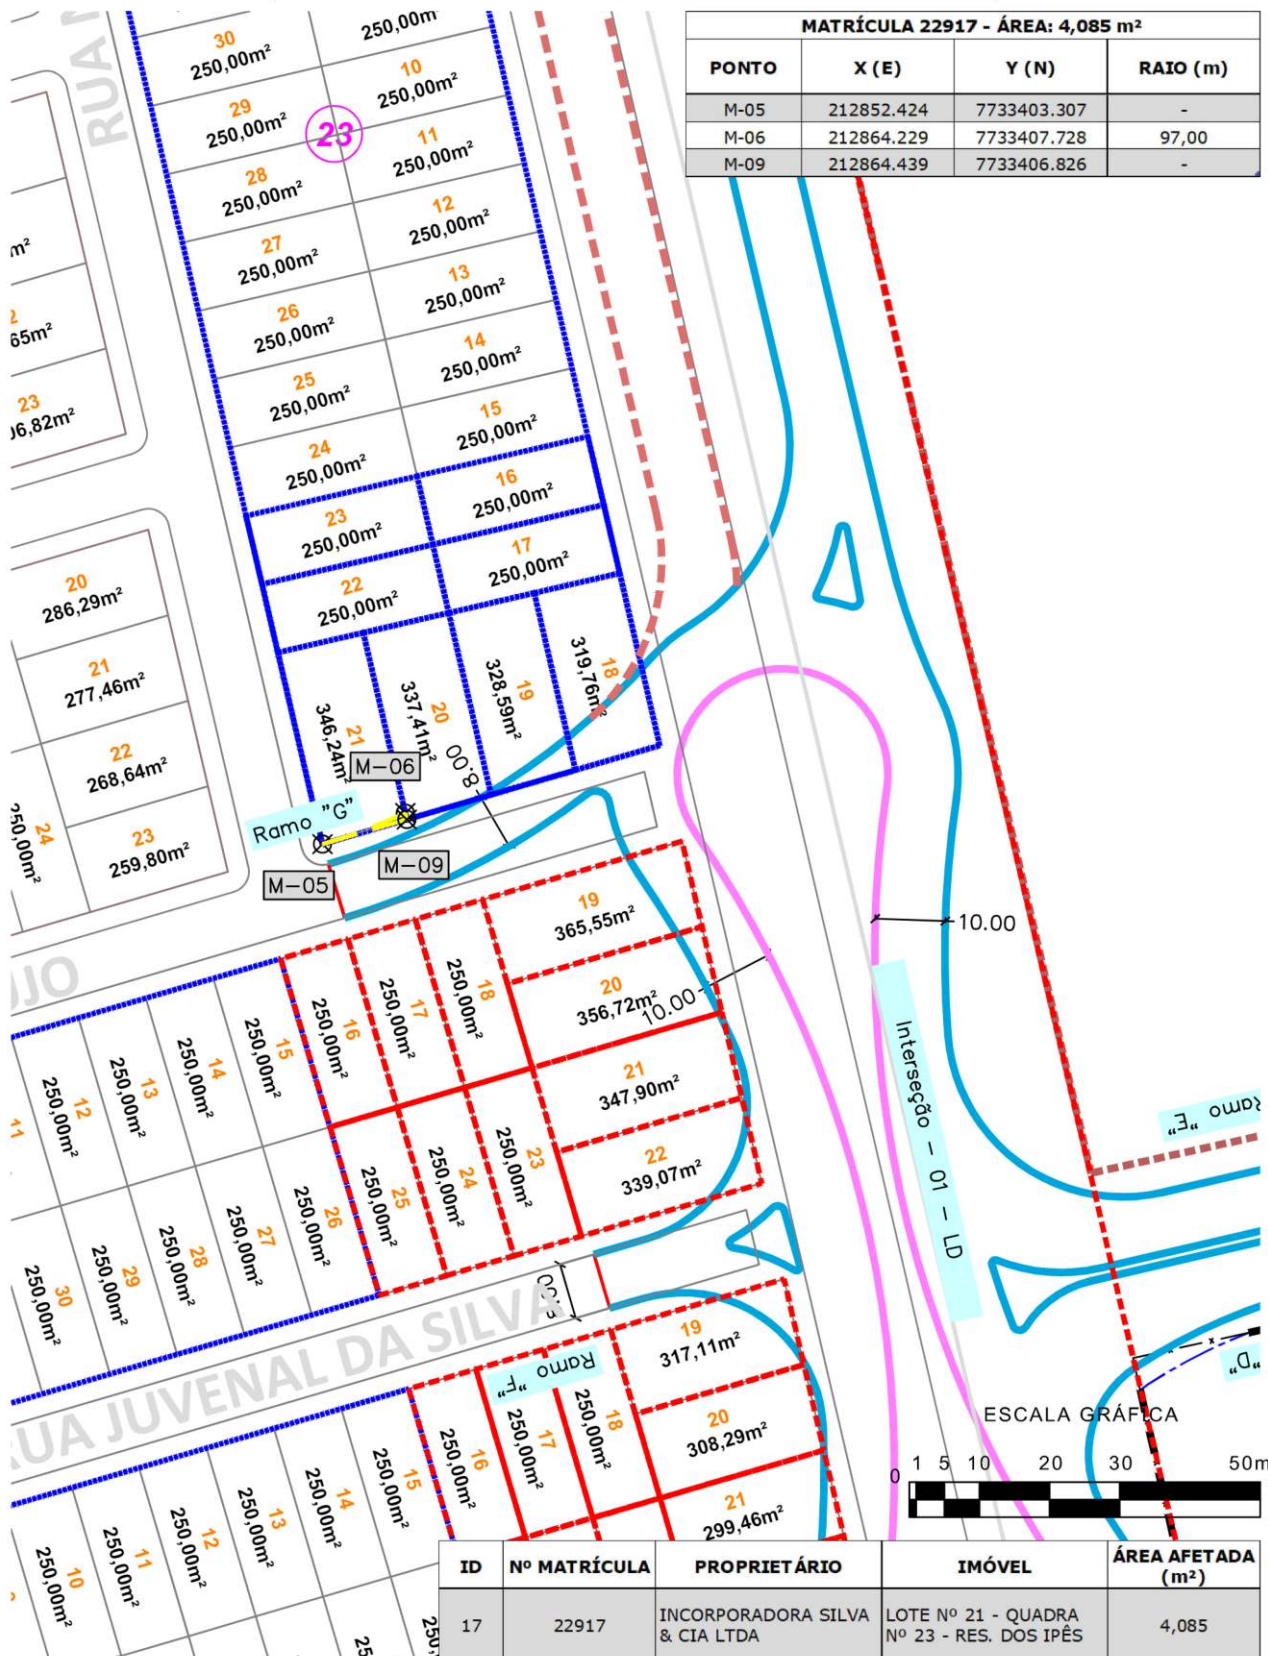 MATRÍCULA 22917 - ÁREA: 4,085 m²
PONTO X (E) Y (N) RAIO (m)
M-05 212852.424 7733403.307 -
M-06 212864.229 7733407.728 97,00
M-09 212864.439 7733406.826 -
RUA
23
30
250,00m²
250,00m²
29
250,00m²
10
250,00m²
28
250,00m²
11
250,00m²
27
250,00m²
12
250,00m²
26
250,00m²
13
250,00m²
25
250,00m²
14
250,00m²
24
250,00m²
15
250,00m²
23
250,00m²
16
250,00m²
22
250,00m²
17
250,00m²
21
346,24m²
20
337,41m²
19
328,59m²
18
319,76m²
m²
2
65m²
23
06,82m²
20
286,29m²
21
277,46m²
22
268,64m²
23
259,80m²
24
250,00m²
M-06
Ramo "G"
M-09
M-05
8.00
10.00
10.00
UJO
19
365,55m²
20
356,72m²
21
347,90m²
22
339,07m²
18
250,00m²
17
250,00m²
16
250,00m²
15
250,00m²
14
250,00m²
13
250,00m²
12
250,00m²
11
23
250,00m²
24
250,00m²
25
250,00m²
26
250,00m²
27
250,00m²
28
250,00m²
29
250,00m²
30
250,00m²
Interseção - 01 - LD
Ramo "E"
"D"
RUA JUVENAL DA SILVA
Ramo "F"
19
317,11m²
20
308,29m²
21
299,46m²
18
250,00m²
17
250,00m²
16
250,00m²
15
250,00m²
14
250,00m²
13
250,00m²
12
250,00m²
11
250,00m²
10
250,00m²
ESCALA GRÁFICA
0 1 5 10 20 30 50m
ID Nº MATRÍCULA PROPRIETÁRIO IMÓVEL ÁREA AFETADA (m²)
17 22917 INCORPORADORA SILVA & CIA LTDA LOTE Nº 21 - QUADRA Nº 23 - RES. DOS IPÊS 4,085